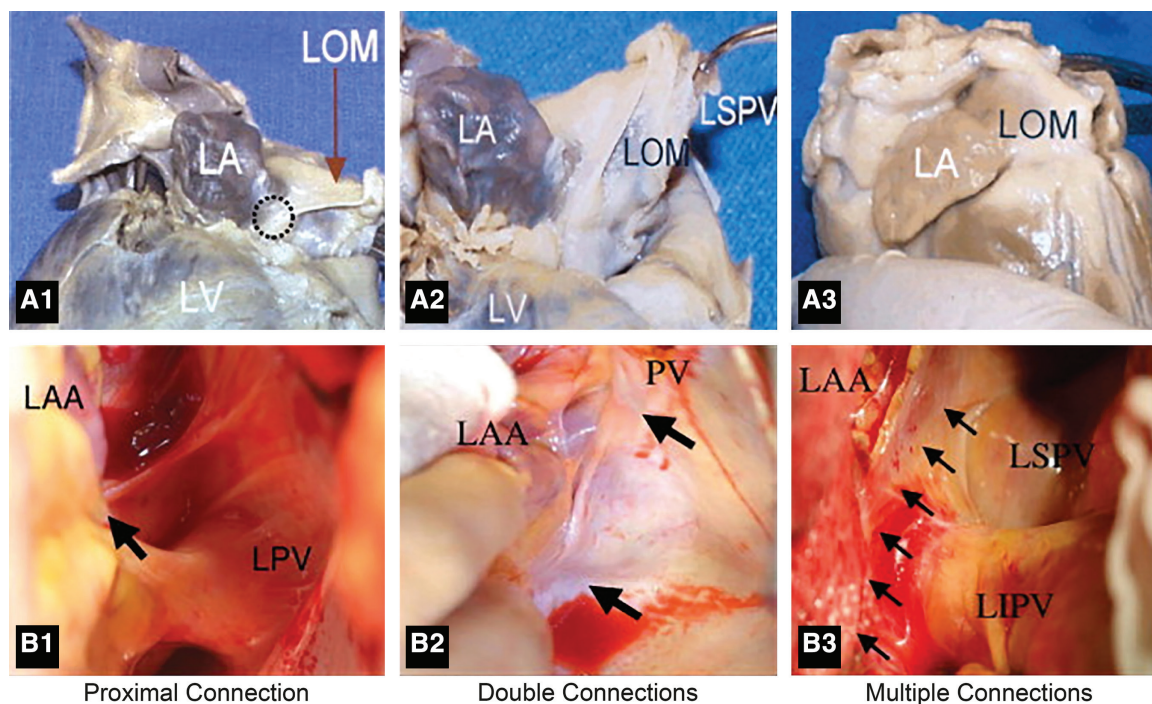 LOM
LA
LV
A1
LA
LSPV
LOM
LV
A2
LOM
LA
A3
LAA
LPV
B1
PV
LAA
B2
LAA
LSPV
LIPV
B3
Proximal Connection
Double Connections
Multiple Connections